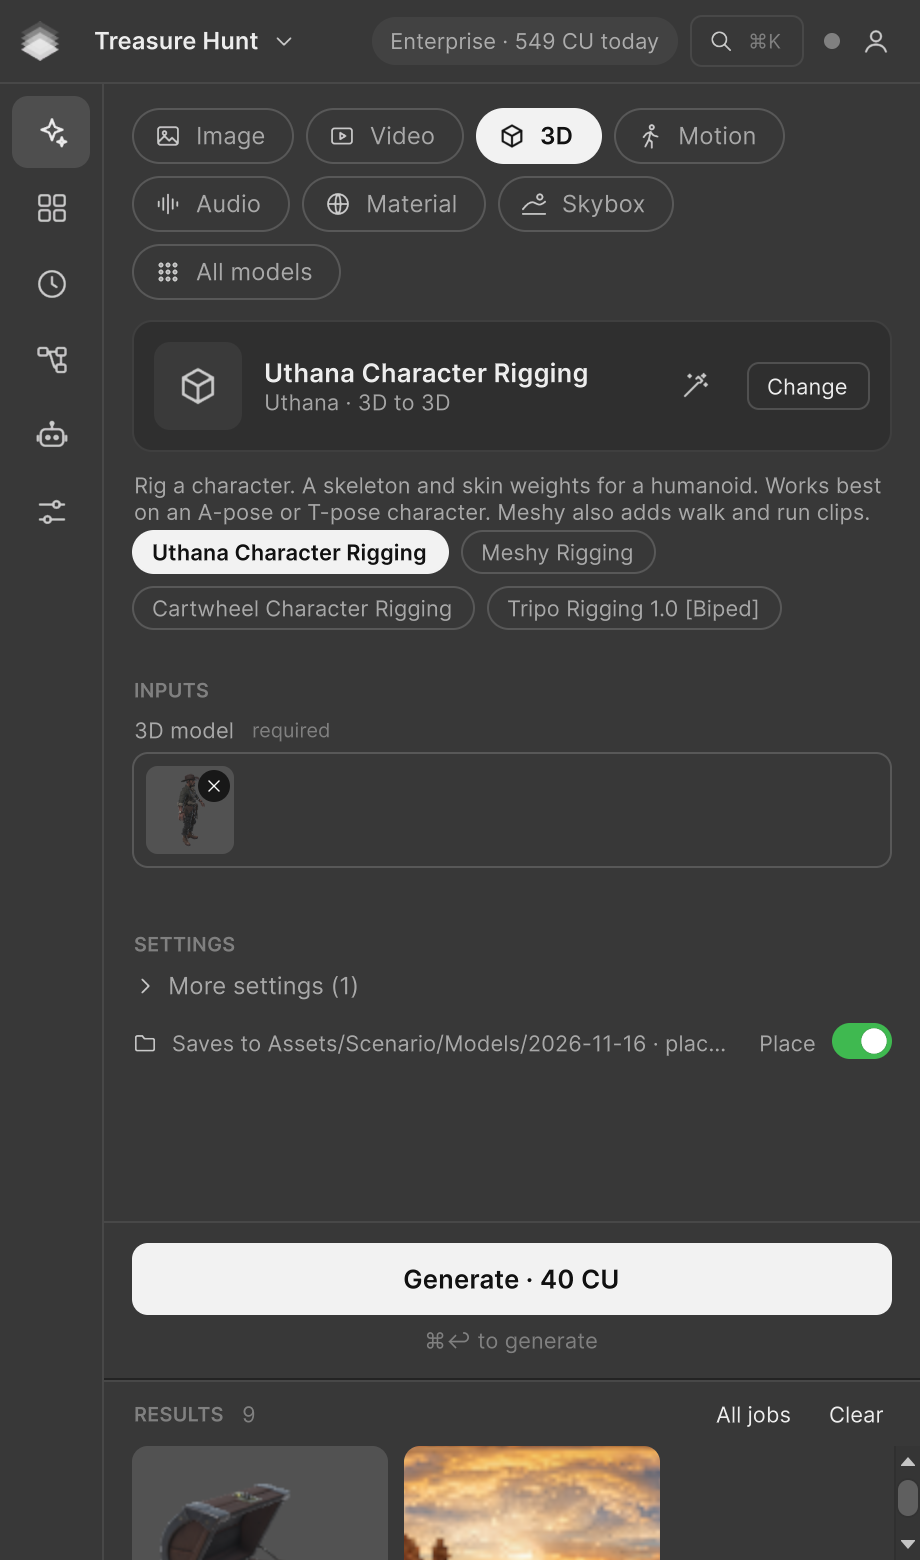 Treasure Hunt
Enterprise · 549 CU today
⌘K
Image
Video
3D
Motion
Audio
Material
Skybox
All models
Uthana Character Rigging
Uthana · 3D to 3D
Change
Rig a character. A skeleton and skin weights for a humanoid. Works best
on an A-pose or T-pose character. Meshy also adds walk and run clips.
Uthana Character Rigging
Meshy Rigging
Cartwheel Character Rigging
Tripo Rigging 1.0 [Biped]
INPUTS
3D model required
SETTINGS
More settings (1)
Saves to Assets/Scenario/Models/2026-11-16 · plac...
Place
Generate · 40 CU
⌘↩ to generate
RESULTS 9
All jobs
Clear